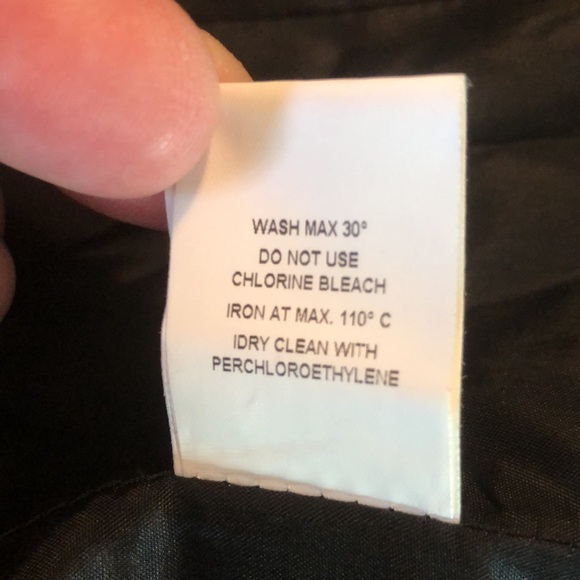 WASH MAX 30°
DO NOT USE
CHLORINE BLEACH
IRON AT MAX. 110° C
IDRY CLEAN WITH
PERCHLOROETHYLENE